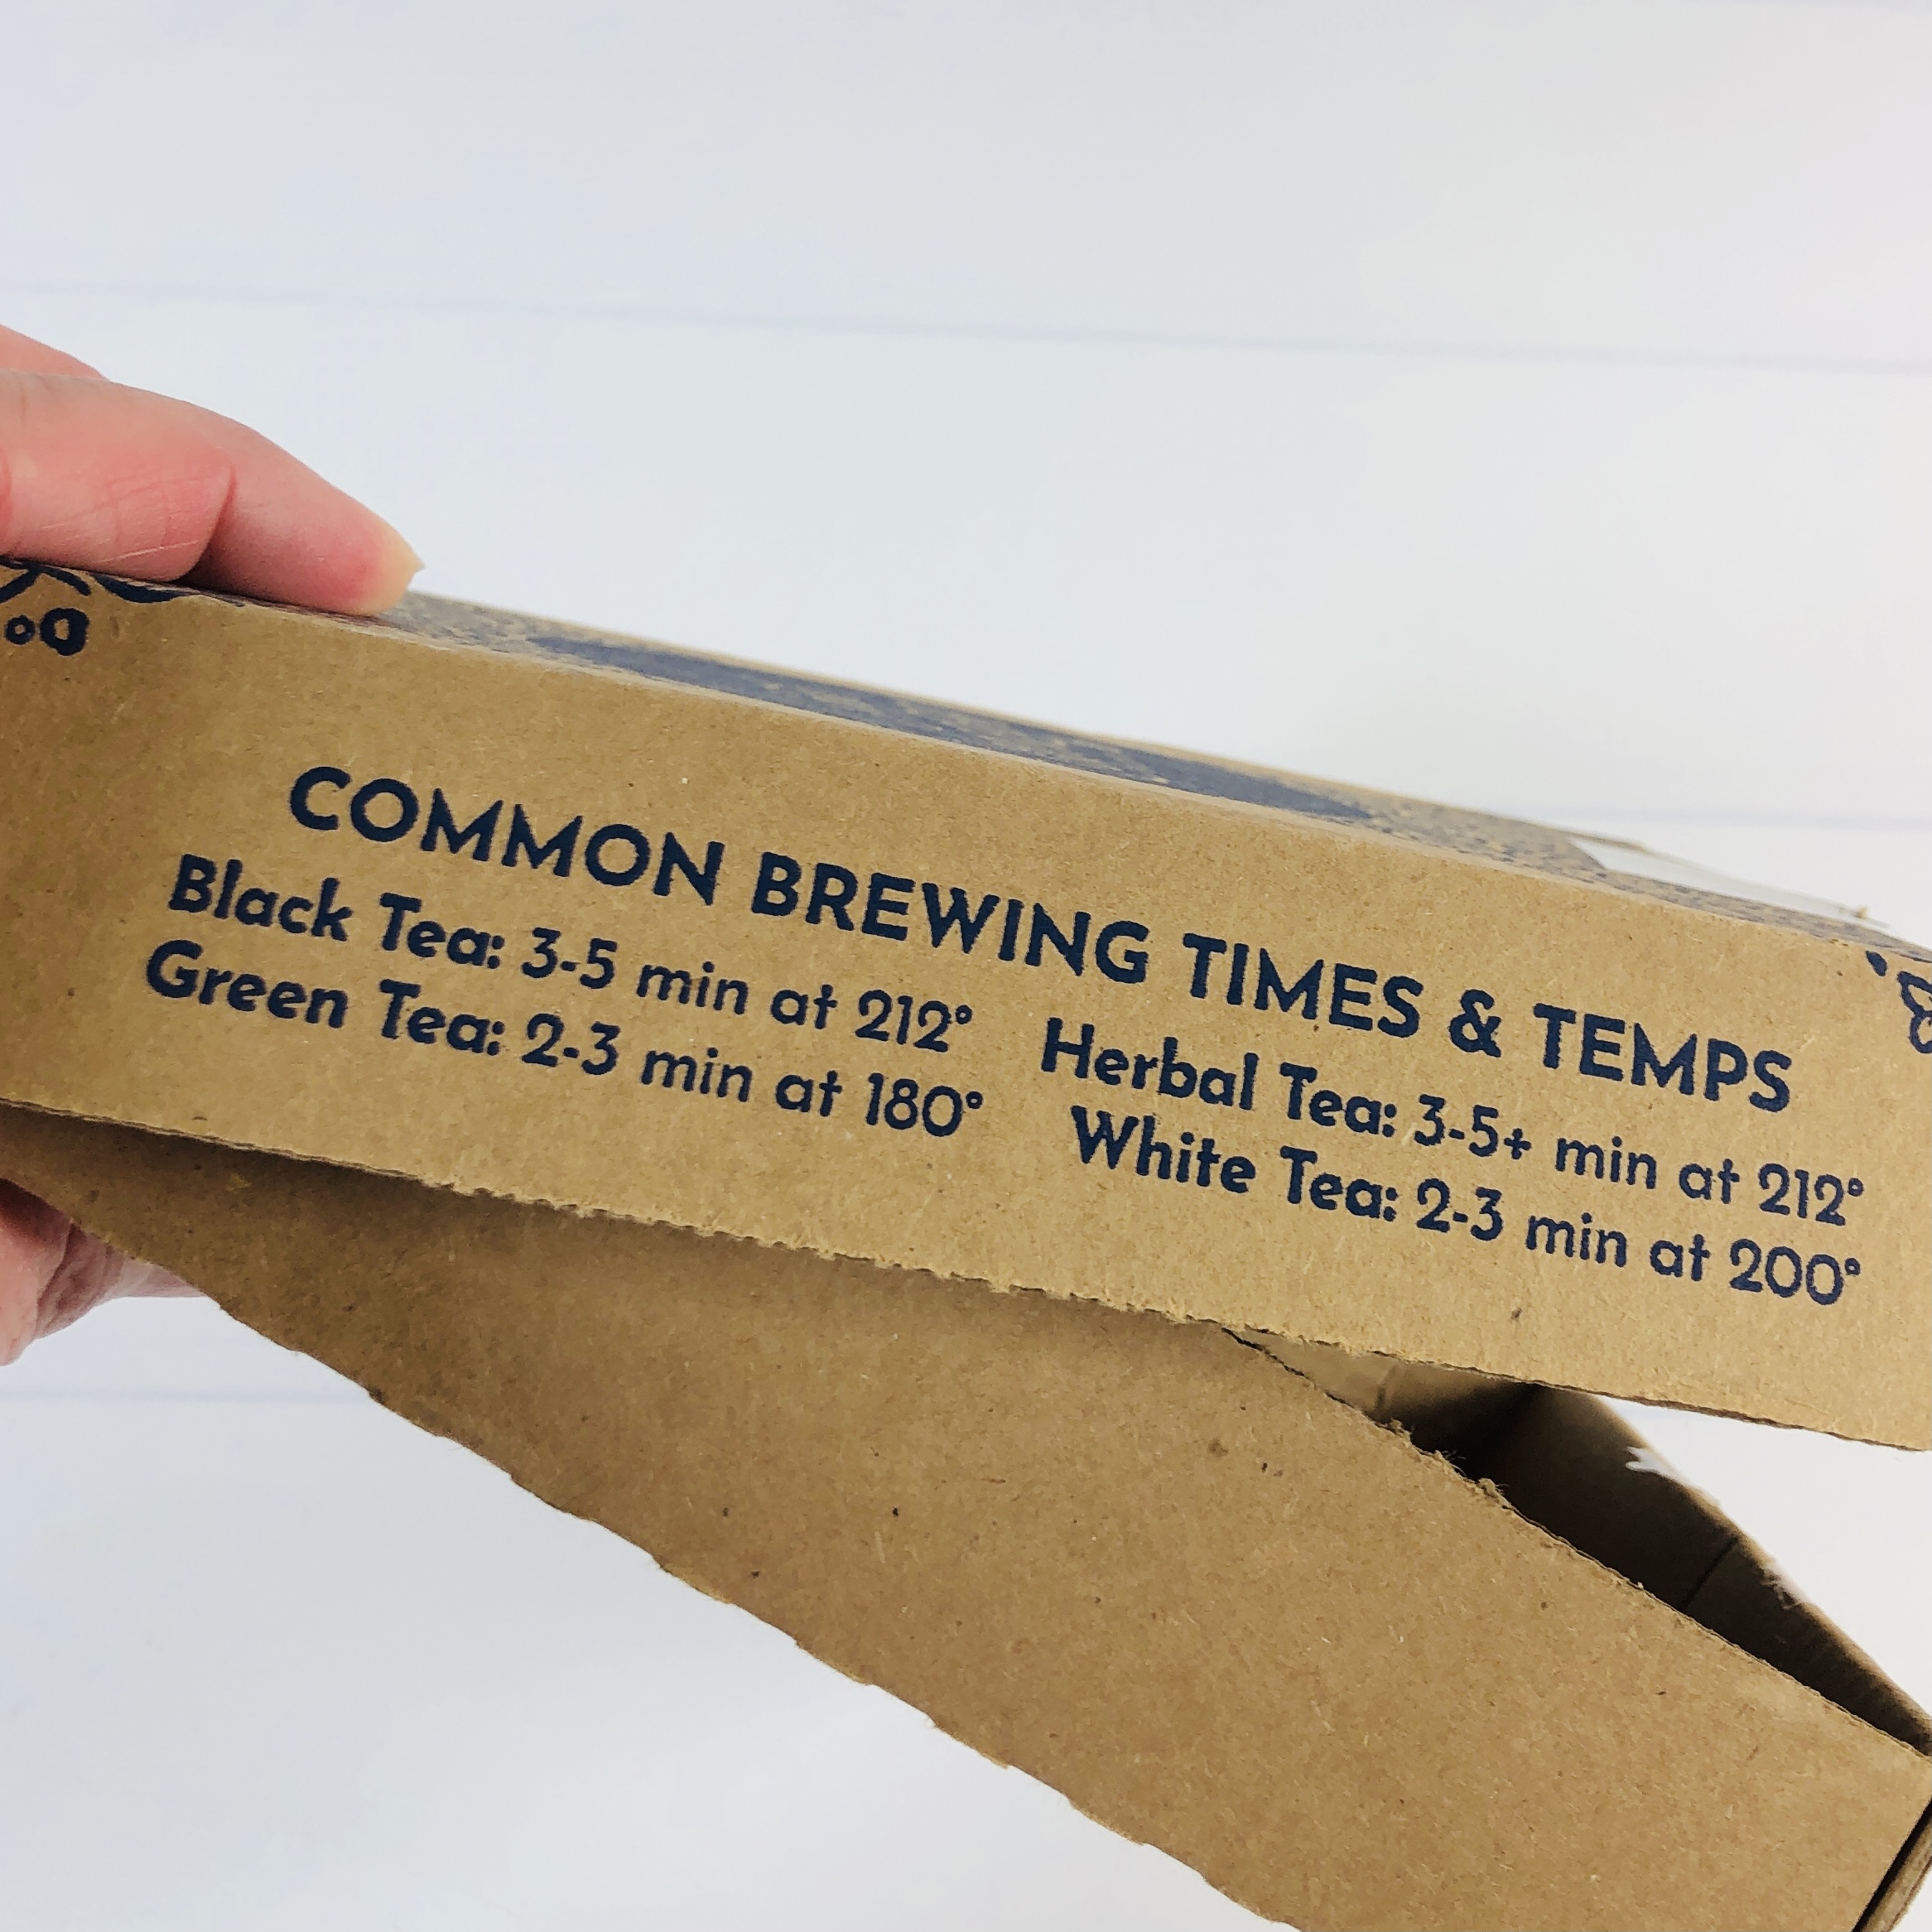 COMMON BREWING TIMES & TEMPS
Black Tea: 3-5 min at 212° Herbal Tea: 3-5+ min at 212°
Green Tea: 2-3 min at 180° White Tea: 2-3 min at 200°